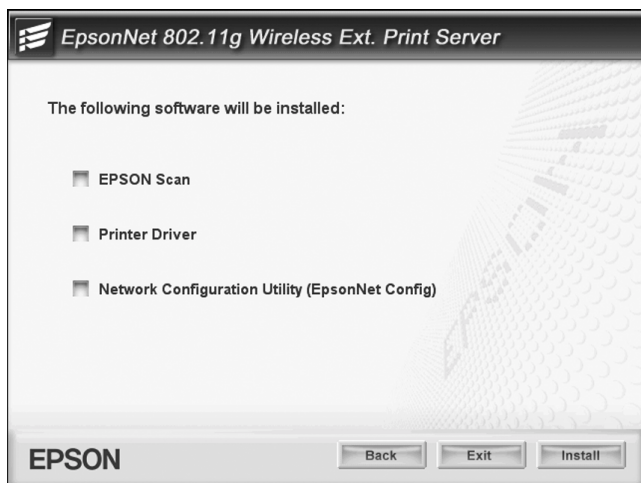 EpsonNet 802.11g Wireless Ext. Print Server
The following software will be installed:
EPSON Scan
Printer Driver
Network Configuration Utility (EpsonNet Config)
EPSON
EPSON
Back
Exit
Install